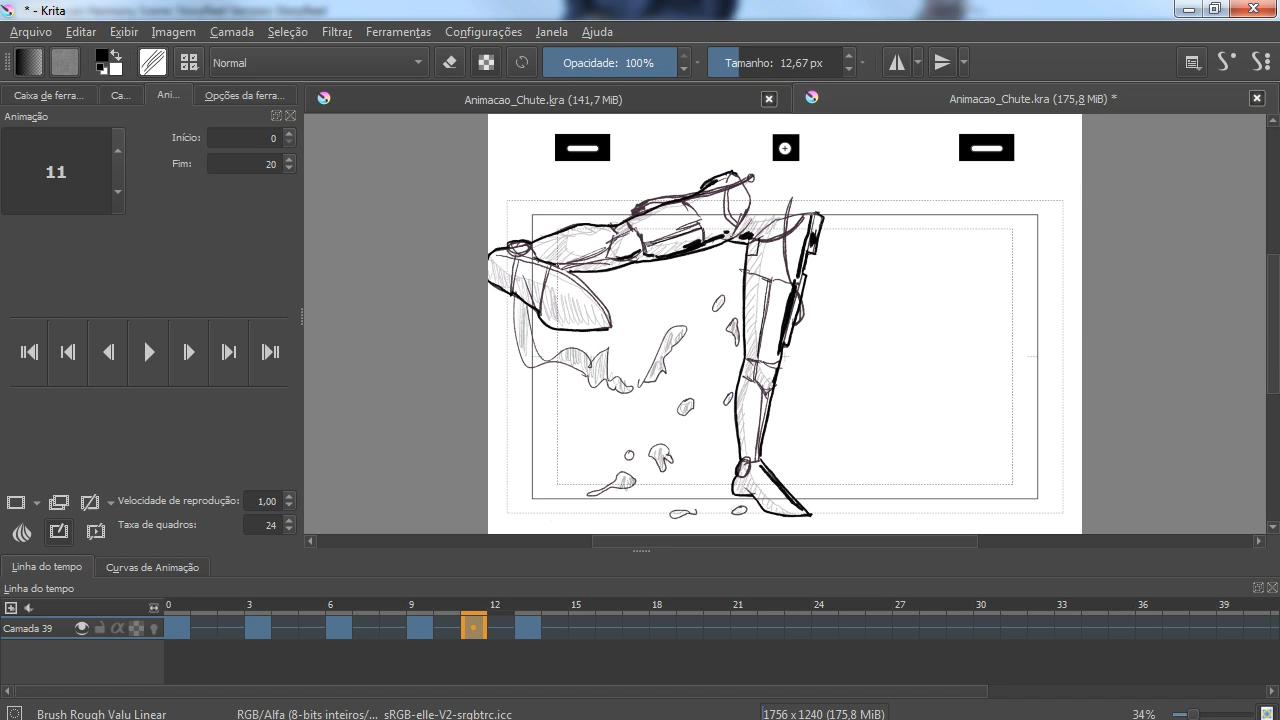 * - Krita
Arquivo Editar Exibir Imagem Camada Seleção Filtrar Ferramentas Configurações Janela Ajuda
Normal Opacidade: 100% Tamanho: 12,67 px
Caixa de ferra... Ca... Ani... Opções da ferra...
Animacao_Chute.kra (141,7 MiB) Animacao_Chute.kra (175,8 MiB) *
Animação
11
Início: 0
Fim: 20
Velocidade de reprodução: 1,00
Taxa de quadros: 24
Linha do tempo Curvas de Animação
Linha do tempo
0 3 6 9 12 15 18 21 24 27 30 33 36 39
Camada 39
Brush Rough Valu Linear RGB/Alfa (8-bits inteiros/... sRGB-elle-V2-srgbtrc.icc 1756 x 1240 (175,8 MiB) 34%